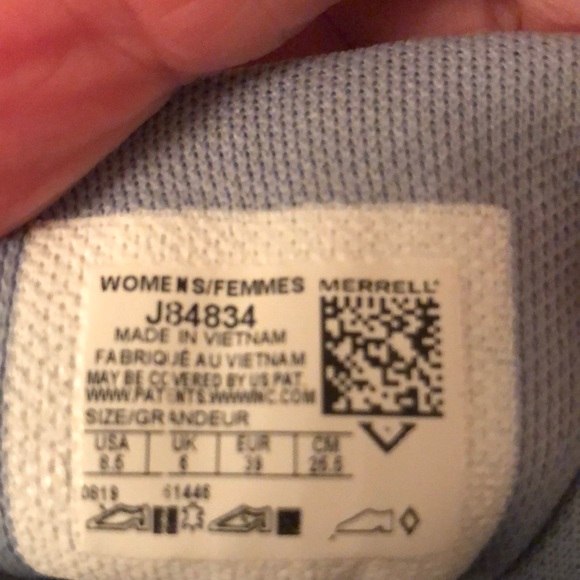 WOMENS/FEMMES MERRELL
J84834
MADE IN VIETNAM
FABRIQUÉ AU VIETNAM
MAY BE COVERED BY US PAT
WWW.PATENTS.WWWINC.COM
SIZE/GRANDEUR
USA UK EUR CM
8.5 6 39 25.5
0819 61446